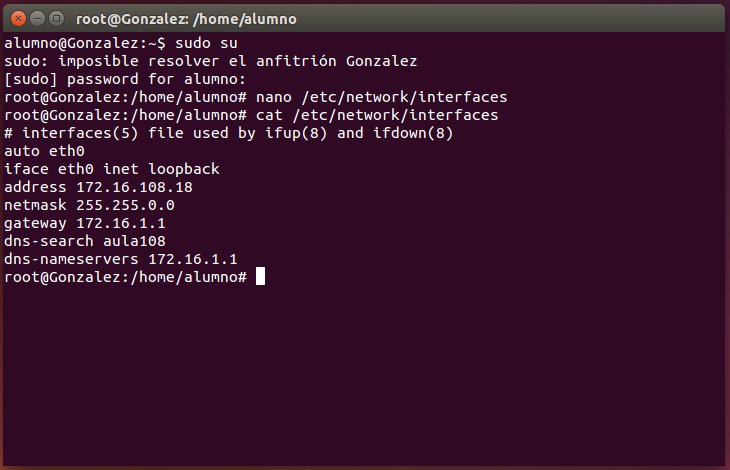 root@Gonzalez: /home/alumno
alumno@Gonzalez:~$ sudo su
sudo: imposible resolver el anfitrión Gonzalez
[sudo] password for alumno:
root@Gonzalez:/home/alumno# nano /etc/network/interfaces
root@Gonzalez:/home/alumno# cat /etc/network/interfaces
# interfaces(5) file used by ifup(8) and ifdown(8)
auto eth0
iface eth0 inet loopback
address 172.16.108.18
netmask 255.255.0.0
gateway 172.16.1.1
dns-search aula108
dns-nameservers 172.16.1.1
root@Gonzalez:/home/alumno#